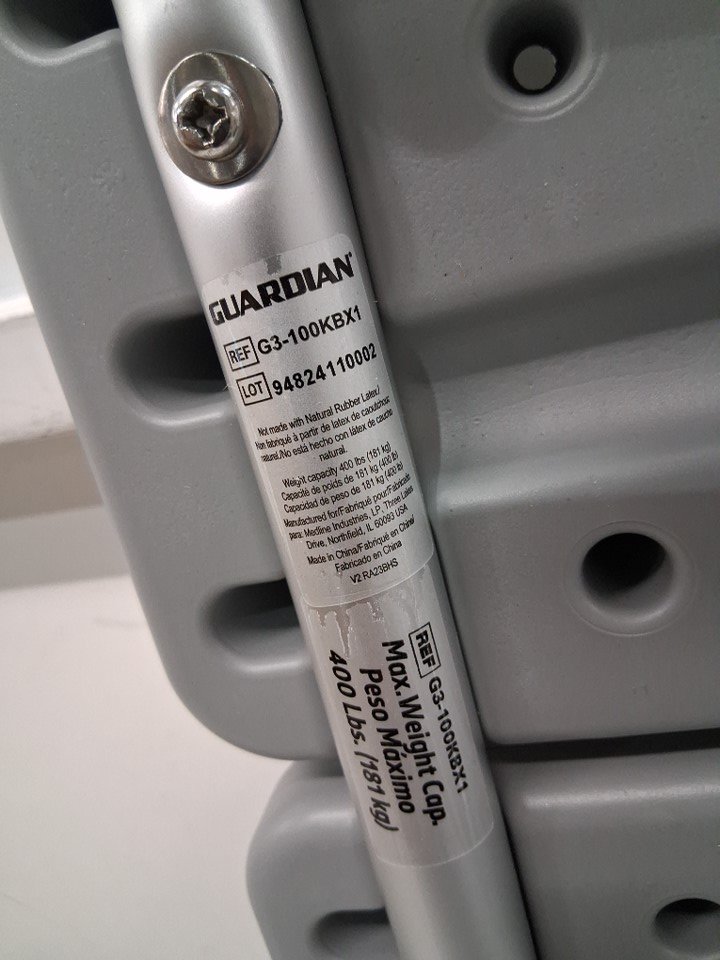 GUARDIAN®
REF G3-100KBX1
LOT 94824110002
Not made with Natural Rubber Latex/
Non fabriqué à partir de latex de caoutchouc
naturel./No está hecho con látex de caucho
natural.
Weight capacity 400 lbs (181 kg)
Capacité de poids de 181 kg (400 lb)
Capacidad de peso de 181 kg (400 lb)
Manufactured for/Fabriqué pour/Fabricado
para: Medline Industries, LP, Three Lakes
Drive, Northfield, IL 60093 USA
Made in China/Fabriqué en Chine/
Fabricado en China
V2 RA23BHS
REF G3-100KBX1
Max. Weight Cap.
Peso Máximo
400 Lbs. (181 kg)